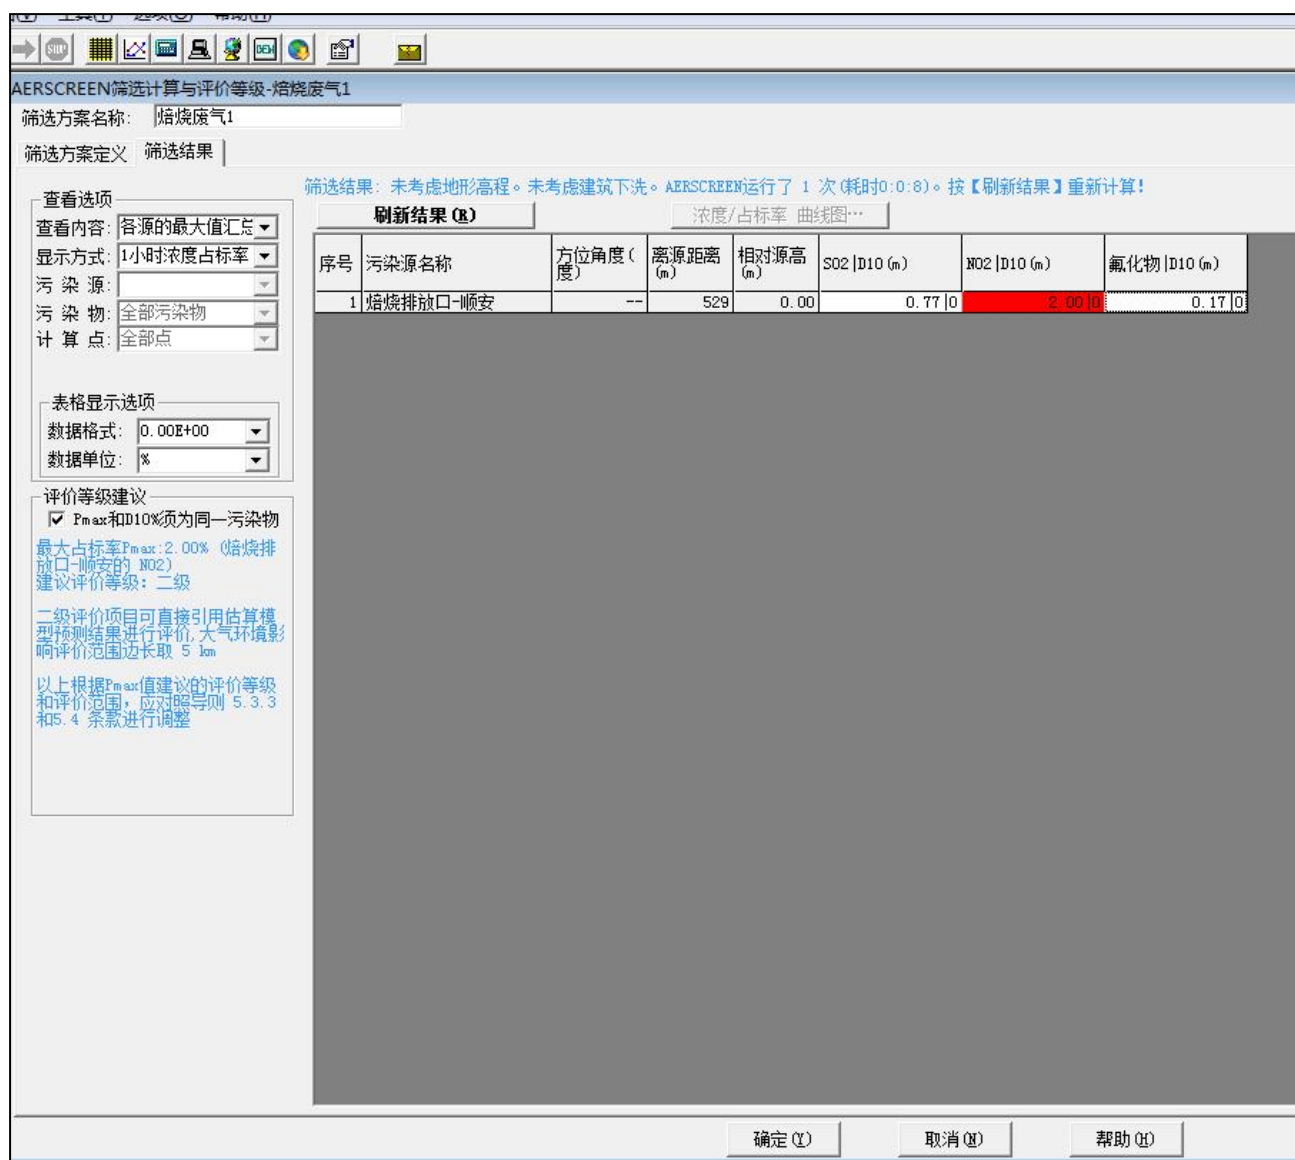 工具(T) 选项(O) 帮助(H)
STOP DEM
AERSCREEN筛选计算与评价等级-焙烧废气1
筛选方案名称: 焙烧废气1
筛选方案定义 筛选结果
查看选项
查看内容: 各源的最大值汇总
显示方式: 1小时浓度占标率
污 染 源:
污 染 物: 全部污染物
计 算 点: 全部点
表格显示选项
数据格式: 0.00E+00
数据单位: %
评价等级建议
Pmax和D10%须为同一污染物
最大占标率Pmax:2.00% (焙烧排
放口-顺安的 NO2)
建议评价等级: 二级
二级评价项目可直接引用估算模
型预测结果进行评价,大气环境影
响评价范围边长取 5 km
以上根据Pmax值建议的评价等级
和评价范围,应对照导则 5.3.3
和5.4 条款进行调整
筛选结果: 未考虑地形高程。未考虑建筑下洗。AERSCREEN运行了 1 次(耗时0:0:8)。按【刷新结果】重新计算!
刷新结果(R) 浓度/占标率 曲线图…
序号 污染源名称 方位角度(度) 离源距离(m) 相对源高(m) SO2|D10(m) NO2|D10(m) 氟化物|D10(m)
1 焙烧排放口-顺安 -- 529 0.00 0.77|0 2.00|0 0.17|0
确定(Y) 取消(N) 帮助(H)